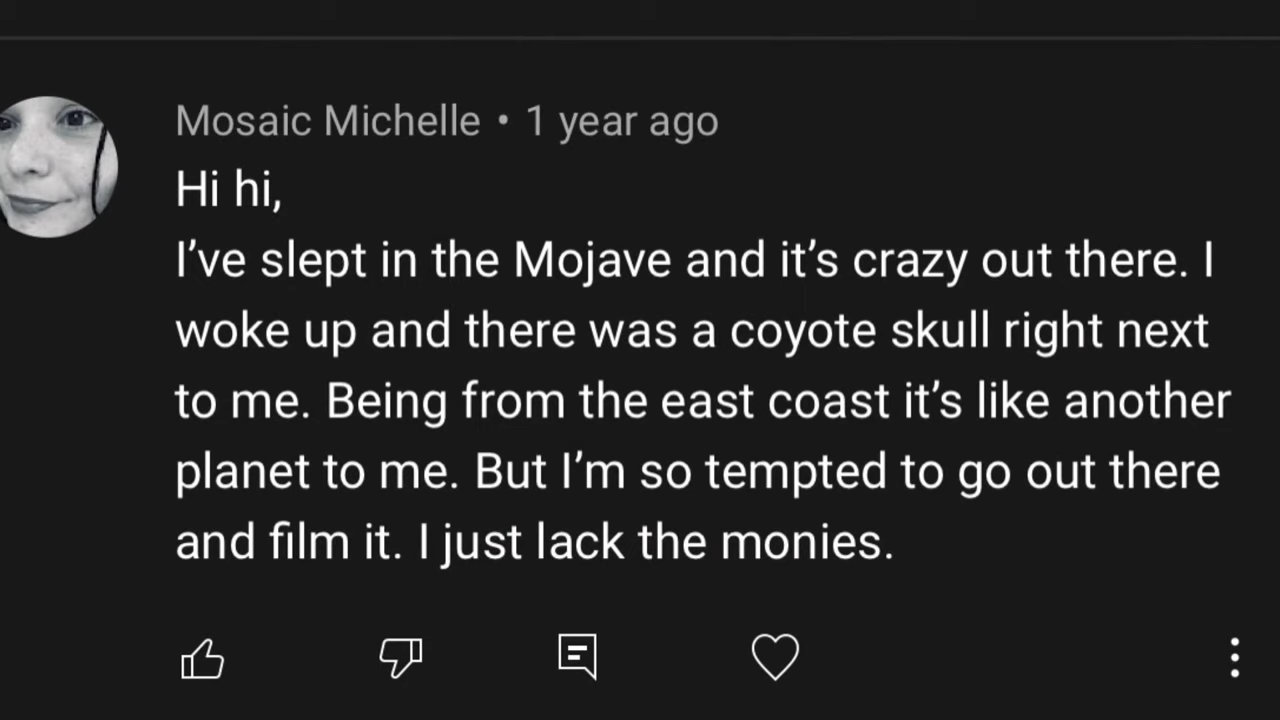 Mosaic Michelle • 1 year ago
Hi hi,
I’ve slept in the Mojave and it’s crazy out there. I
woke up and there was a coyote skull right next
to me. Being from the east coast it’s like another
planet to me. But I’m so tempted to go out there
and film it. I just lack the monies.